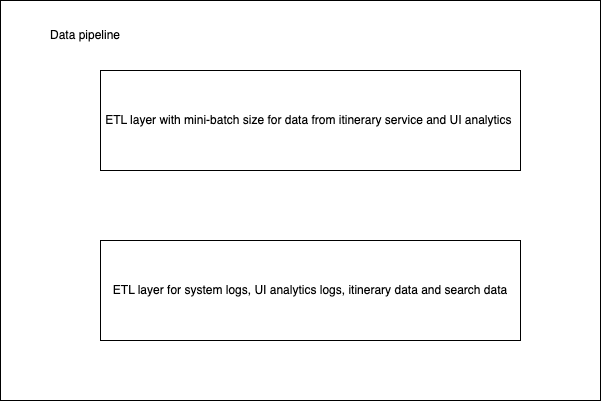 Data pipeline
ETL layer with mini-batch size for data from itinerary service and UI analytics
ETL layer for system logs, UI analytics logs, itinerary data and search data